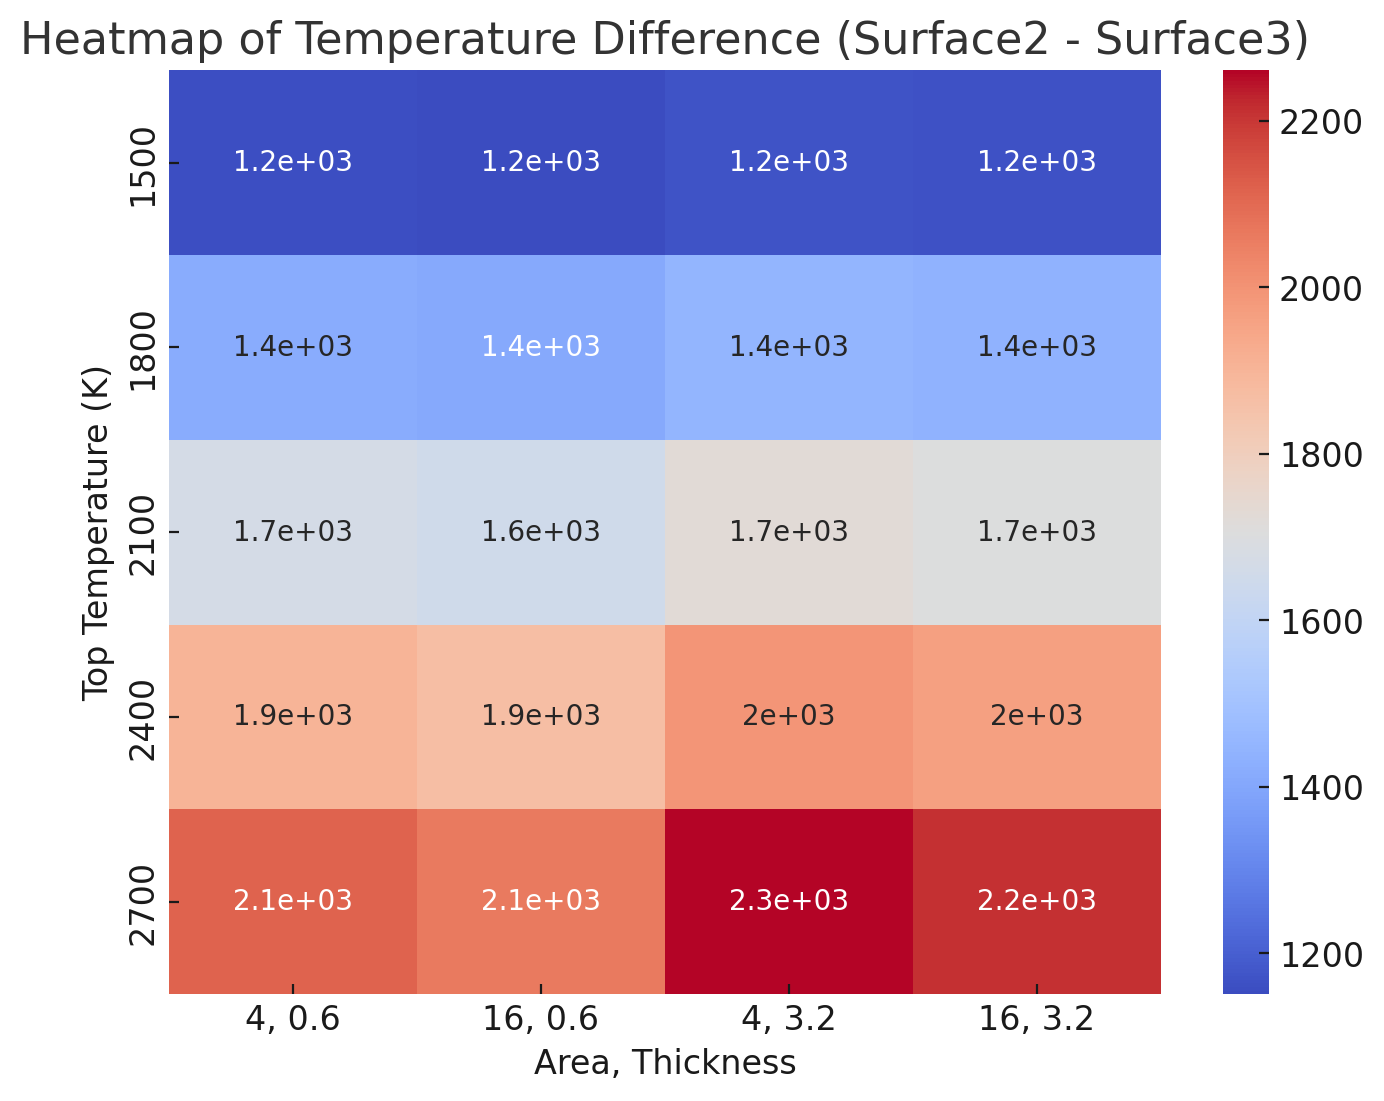 Heatmap of Temperature Difference (Surface2 - Surface3)
Top Temperature (K)
1500
1.2e+03 1.2e+03 1.2e+03 1.2e+03
1800
1.4e+03 1.4e+03 1.4e+03 1.4e+03
2100
1.7e+03 1.6e+03 1.7e+03 1.7e+03
2400
1.9e+03 1.9e+03 2e+03 2e+03
2700
2.1e+03 2.1e+03 2.3e+03 2.2e+03
4, 0.6 16, 0.6 4, 3.2 16, 3.2
Area, Thickness
2200
2000
1800
1600
1400
1200